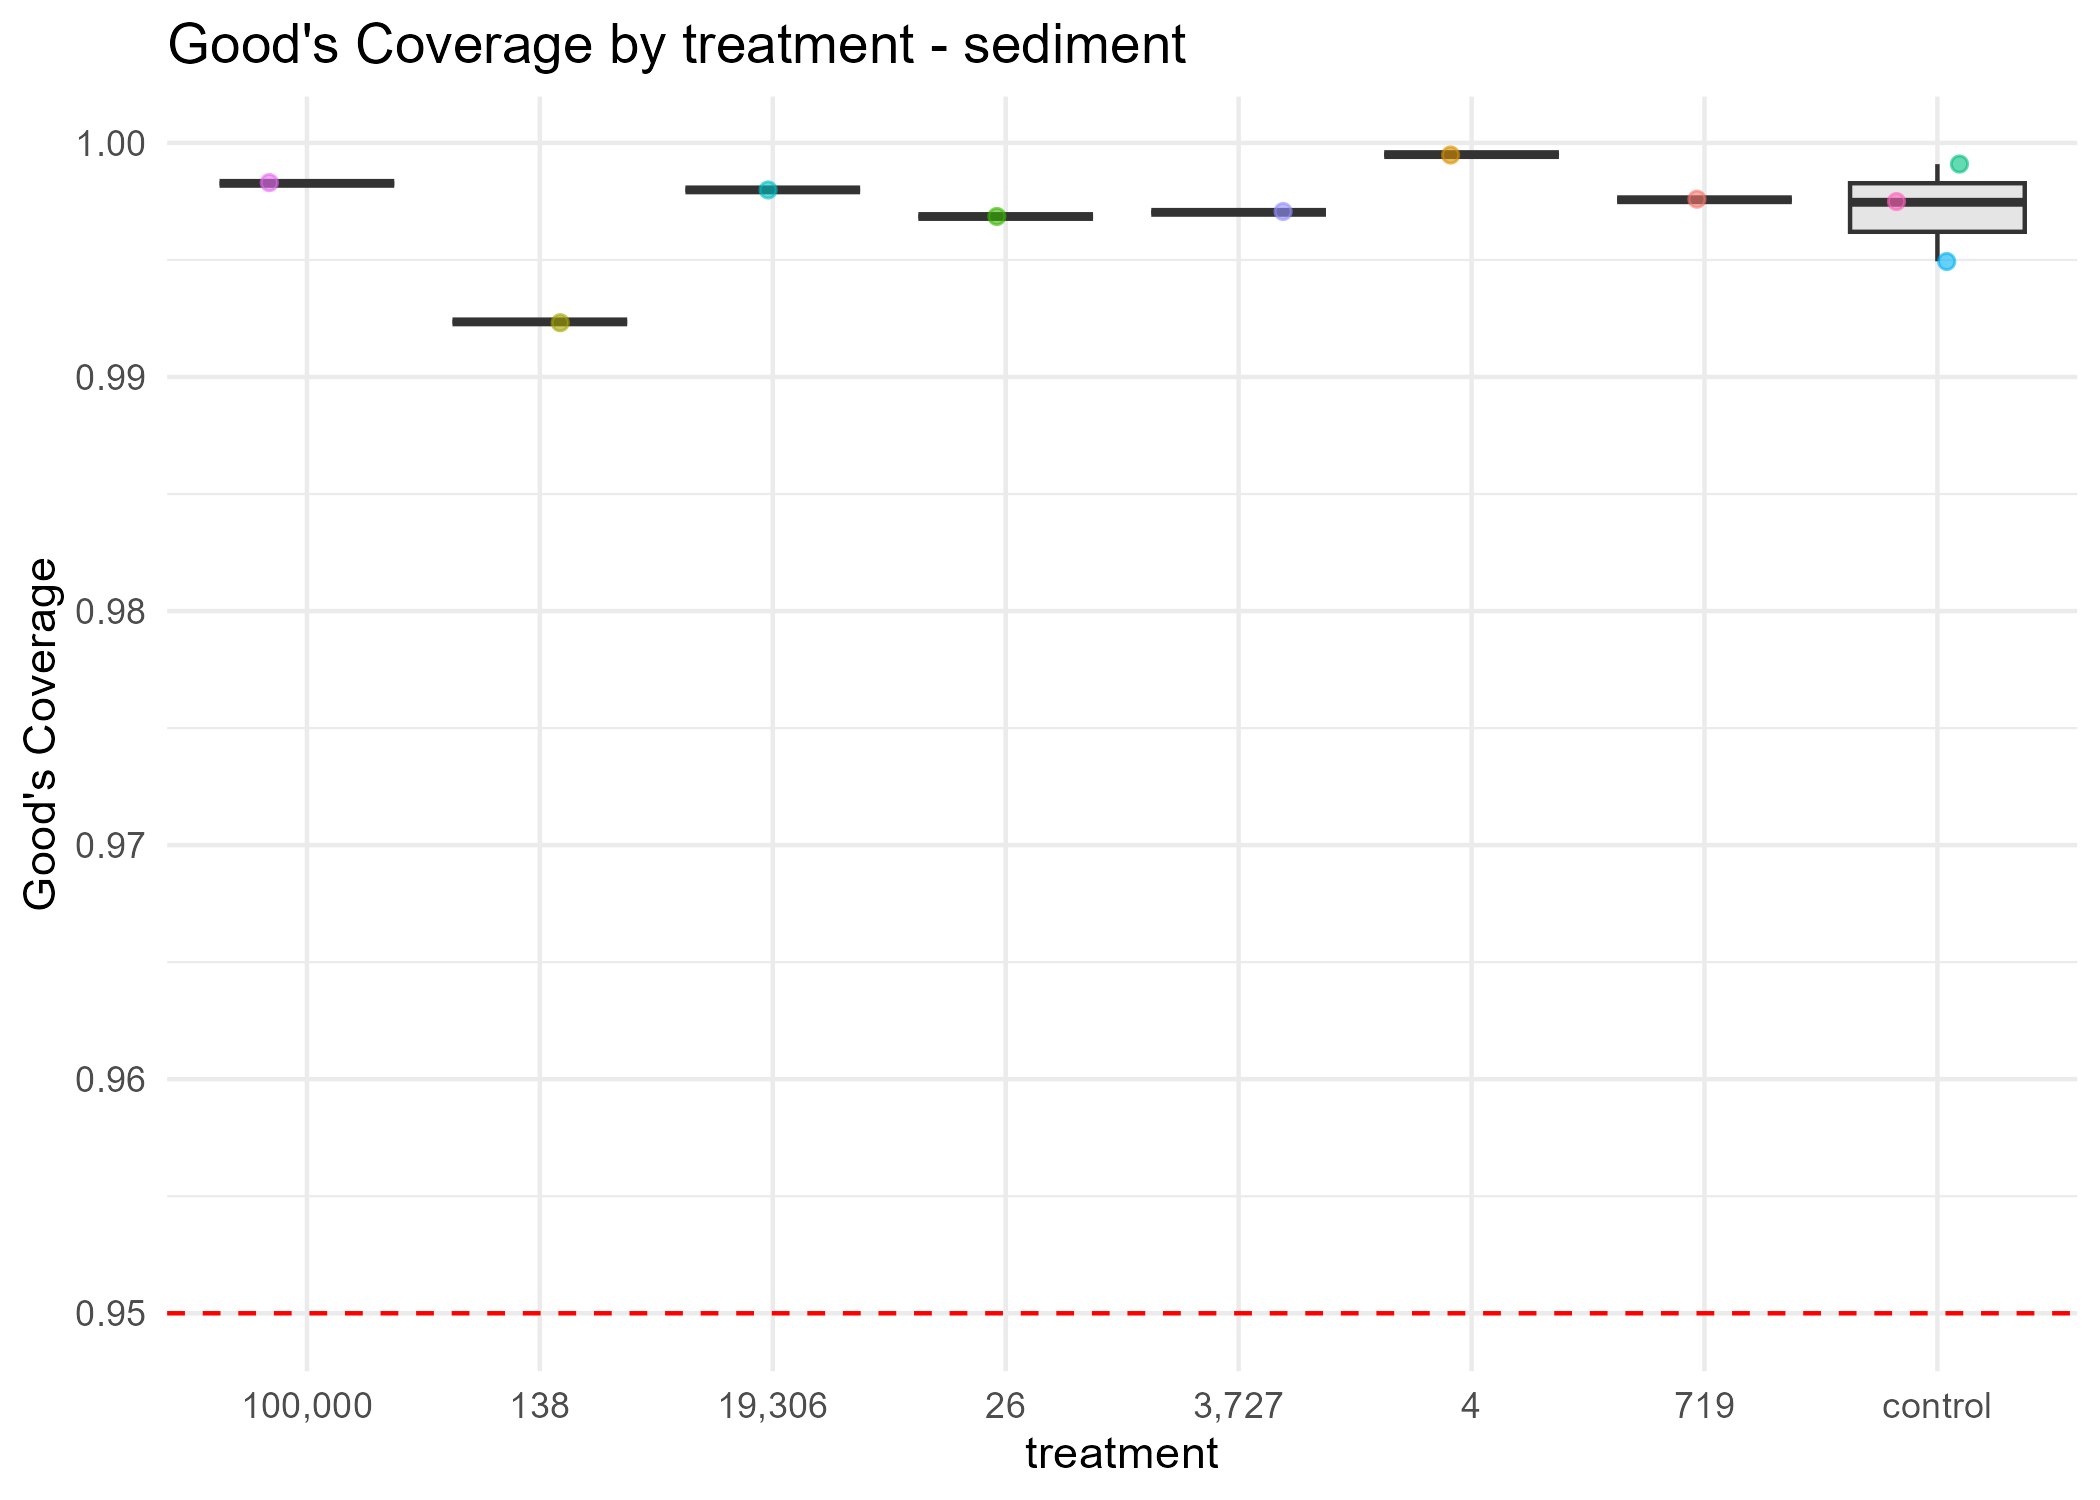 Good's Coverage by treatment - sediment
Good's Coverage
1.00
0.99
0.98
0.97
0.96
0.95
100,000 138 19,306 26 3,727 4 719 control
treatment